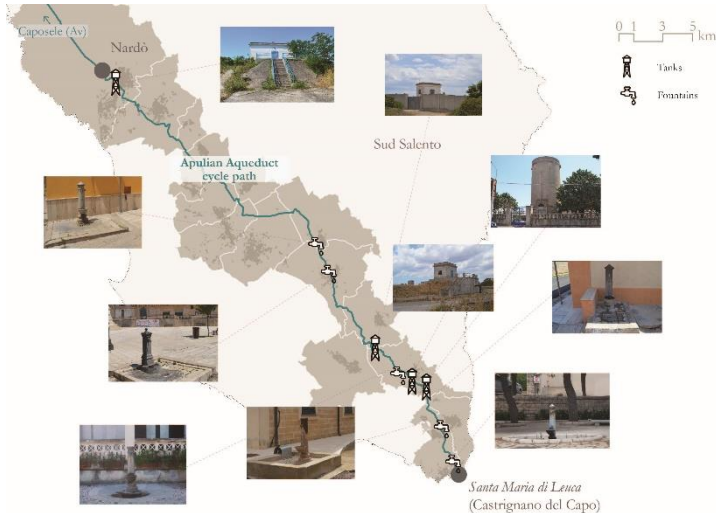 Caposele (Av)
Nardò
0 1 3 5
km
Tanks
Fountains
Sud Salento
Apulian Aqueduct
cycle path
Santa Maria di Leuca
(Castrignano del Capo)